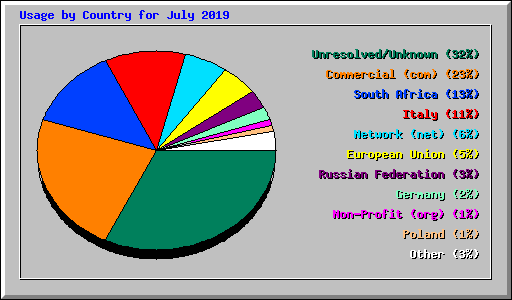 Usage by Country for July 2019
Unresolved/Unknown (32%)
Commercial (com) (23%)
South Africa (13%)
Italy (11%)
Network (net) (6%)
European Union (5%)
Russian Federation (3%)
Germany (2%)
Non-Profit (org) (1%)
Poland (1%)
Other (3%)